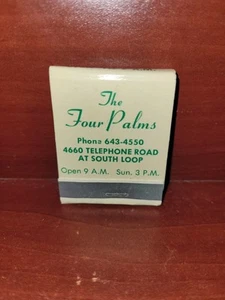 The
Four Palms
Phone 643-4550
4660 TELEPHONE ROAD
AT SOUTH LOOP
Open 9 A.M. Sun. 3 P.M.